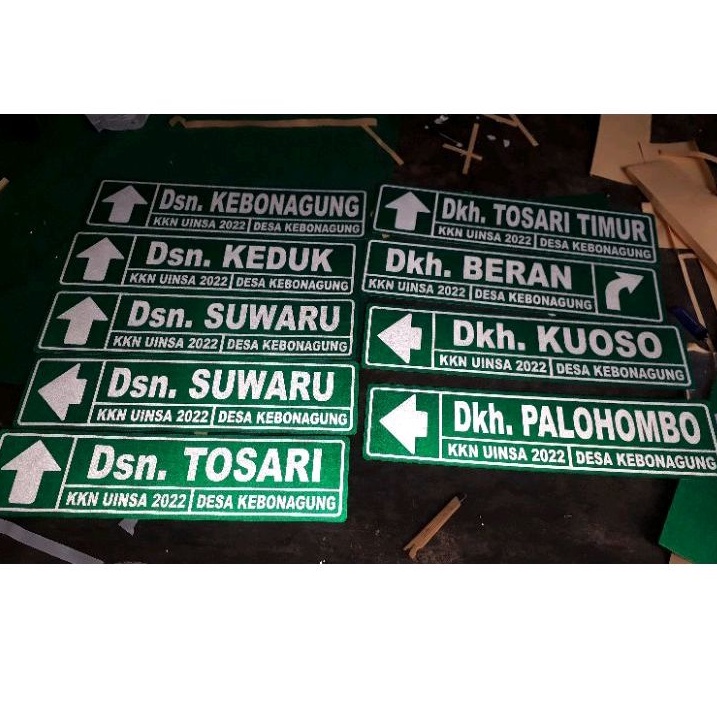 Dsn. KEBONAGUNG
KKN UINSA 2022 DESA KEBONAGUNG
Dsn. KEDUK
KKN UINSA 2022 DESA KEBONAGUNG
Dsn. SUWARU
KKN UINSA 2022 DESA KEBONAGUNG
Dsn. SUWARU
KKN UINSA 2022 DESA KEBONAGUNG
Dsn. TOSARI
KKN UINSA 2022 DESA KEBONAGUNG
Dkh. TOSARI TIMUR
KKN UINSA 2022 DESA KEBONAGUNG
Dkh. BERAN
KKN UINSA 2022 DESA KEBONAGUNG
Dkh. KUOSO
KKN UINSA 2022 DESA KEBONAGUNG
Dkh. PALOHOMBO
KKN UINSA 2022 DESA KEBONAGUNG